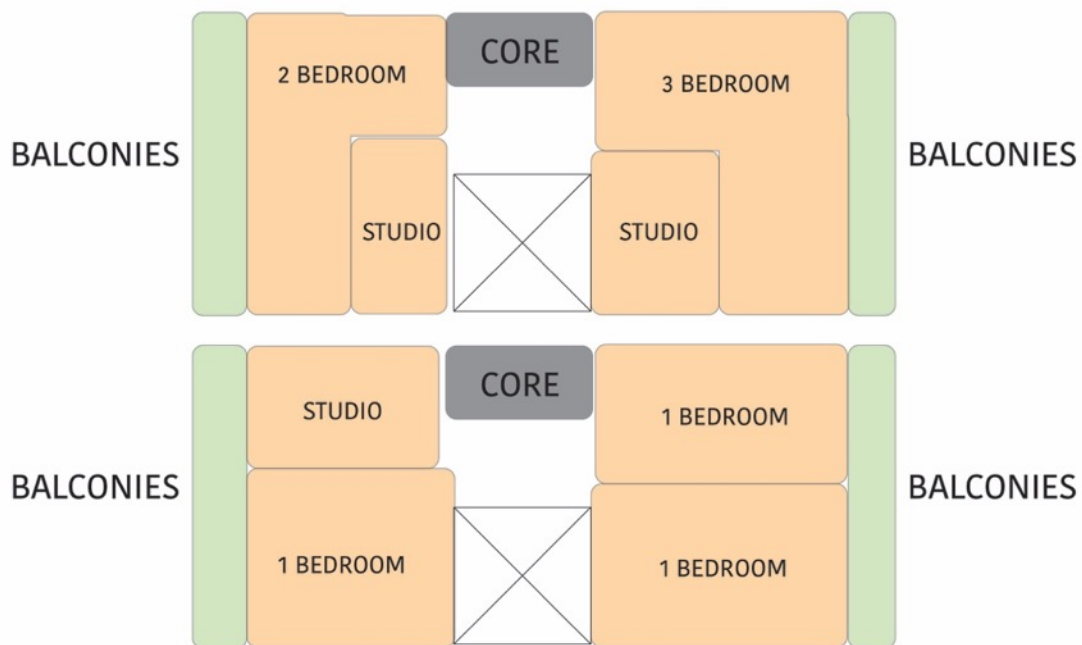 CORE
2 BEDROOM
3 BEDROOM
BALCONIES
BALCONIES
STUDIO
STUDIO
CORE
STUDIO
1 BEDROOM
BALCONIES
BALCONIES
1 BEDROOM
1 BEDROOM